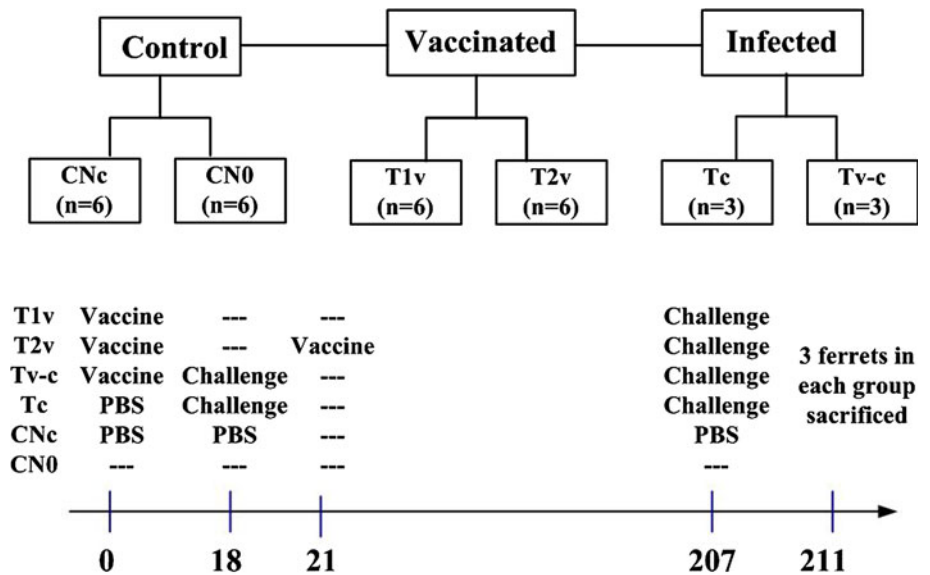 Control Vaccinated Infected
CNc CN0 T1v T2v Tc Tv-c
(n=6) (n=6) (n=6) (n=6) (n=3) (n=3)
T1v Vaccine --- --- Challenge
T2v Vaccine --- Vaccine Challenge
Tv-c Vaccine Challenge --- Challenge
Tc PBS Challenge --- Challenge
CNc PBS PBS --- PBS
CN0 --- --- --- ---
3 ferrets in
each group
sacrificed
0 18 21 207 211